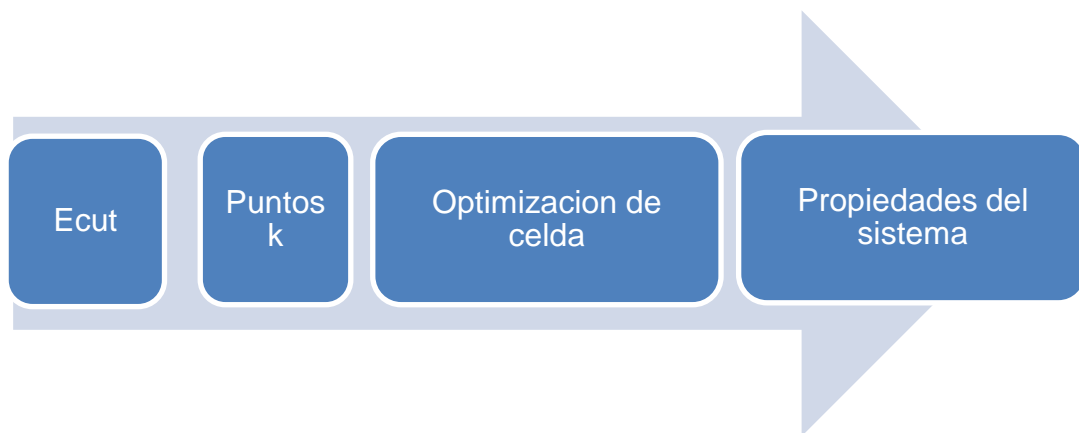 Ecut
Puntos
k
Optimizacion de
celda
Propiedades del
sistema